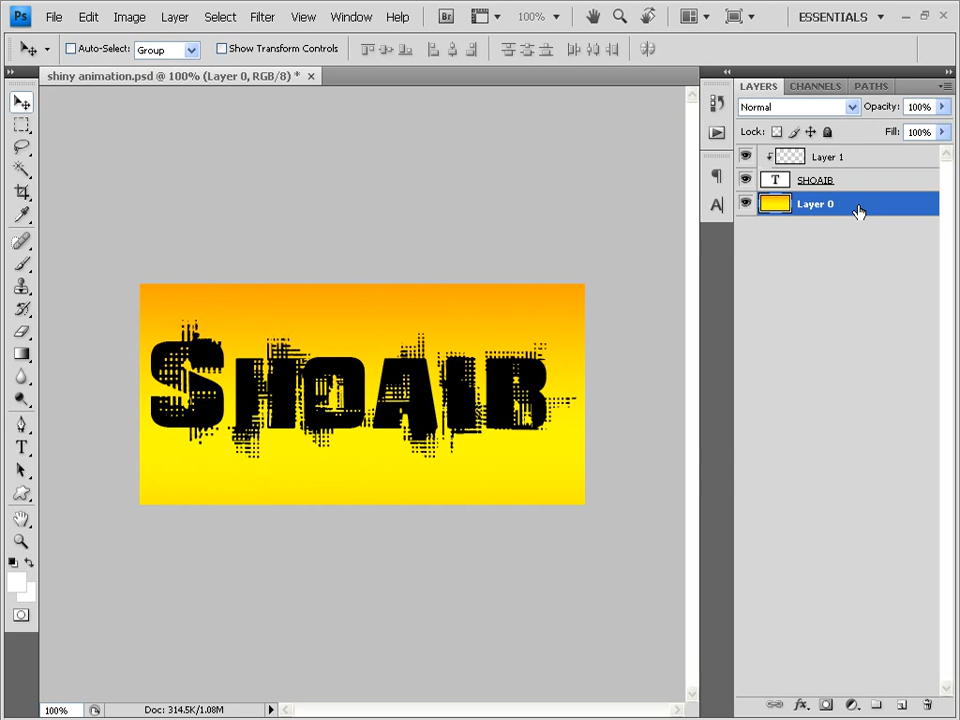 Ps File Edit Image Layer Select Filter View Window Help Br 100% ESSENTIALS
Auto-Select: Group Show Transform Controls
shiny animation.psd @ 100% (Layer 0, RGB/8) *
LAYERS CHANNELS PATHS
Normal Opacity: 100%
Lock: Fill: 100%
Layer 1
T SHOAIB
Layer 0
SHOAIB
100% Doc: 314.5K/1.08M